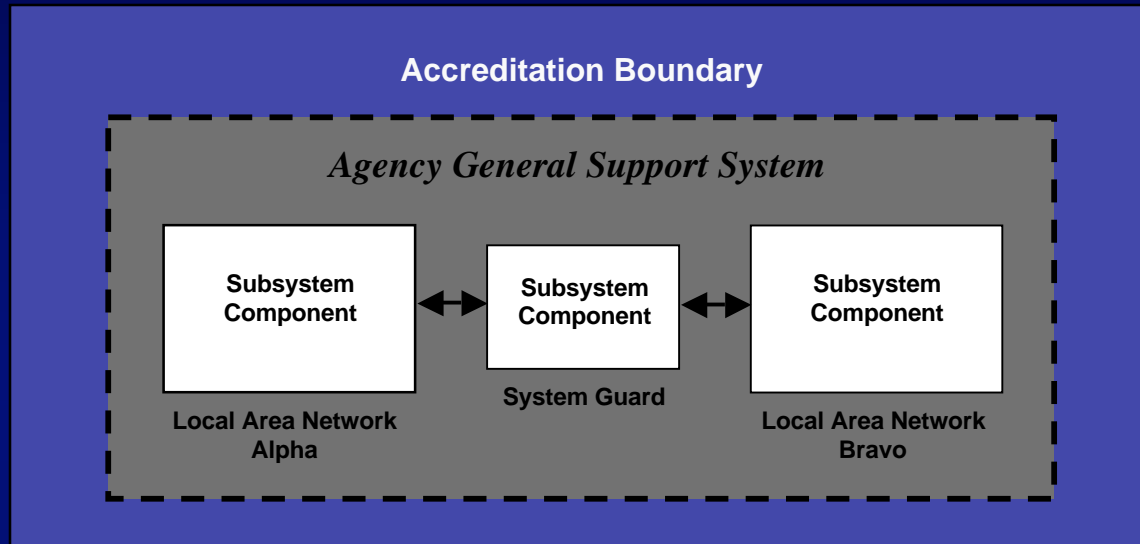 Accreditation Boundary
Agency General Support System
Subsystem
Component
Subsystem
Component
Subsystem
Component
Local Area Network
Alpha
System Guard
Local Area Network
Bravo